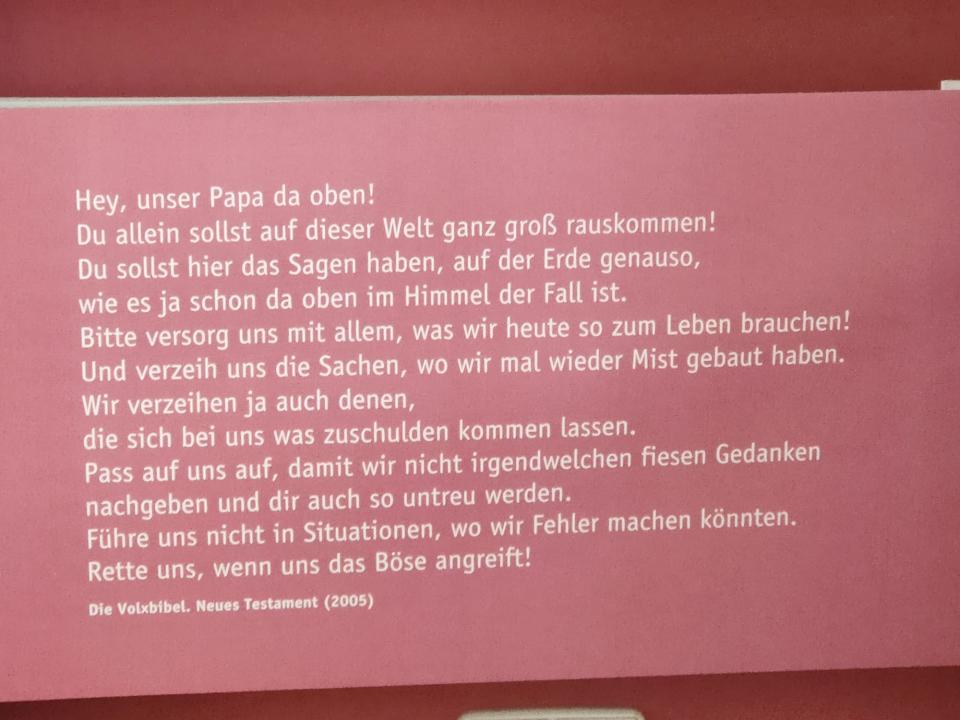 Hey, unser Papa da oben!
Du allein sollst auf dieser Welt ganz groß rauskommen!
Du sollst hier das Sagen haben, auf der Erde genauso,
wie es ja schon da oben im Himmel der Fall ist.
Bitte versorg uns mit allem, was wir heute so zum Leben brauchen!
Und verzeih uns die Sachen, wo wir mal wieder Mist gebaut haben.
Wir verzeihen ja auch denen,
die sich bei uns was zuschulden kommen lassen.
Pass auf uns auf, damit wir nicht irgendwelchen fiesen Gedanken
nachgeben und dir auch so untreu werden.
Führe uns nicht in Situationen, wo wir Fehler machen könnten.
Rette uns, wenn uns das Böse angreift!
Die Volxbibel. Neues Testament (2005)